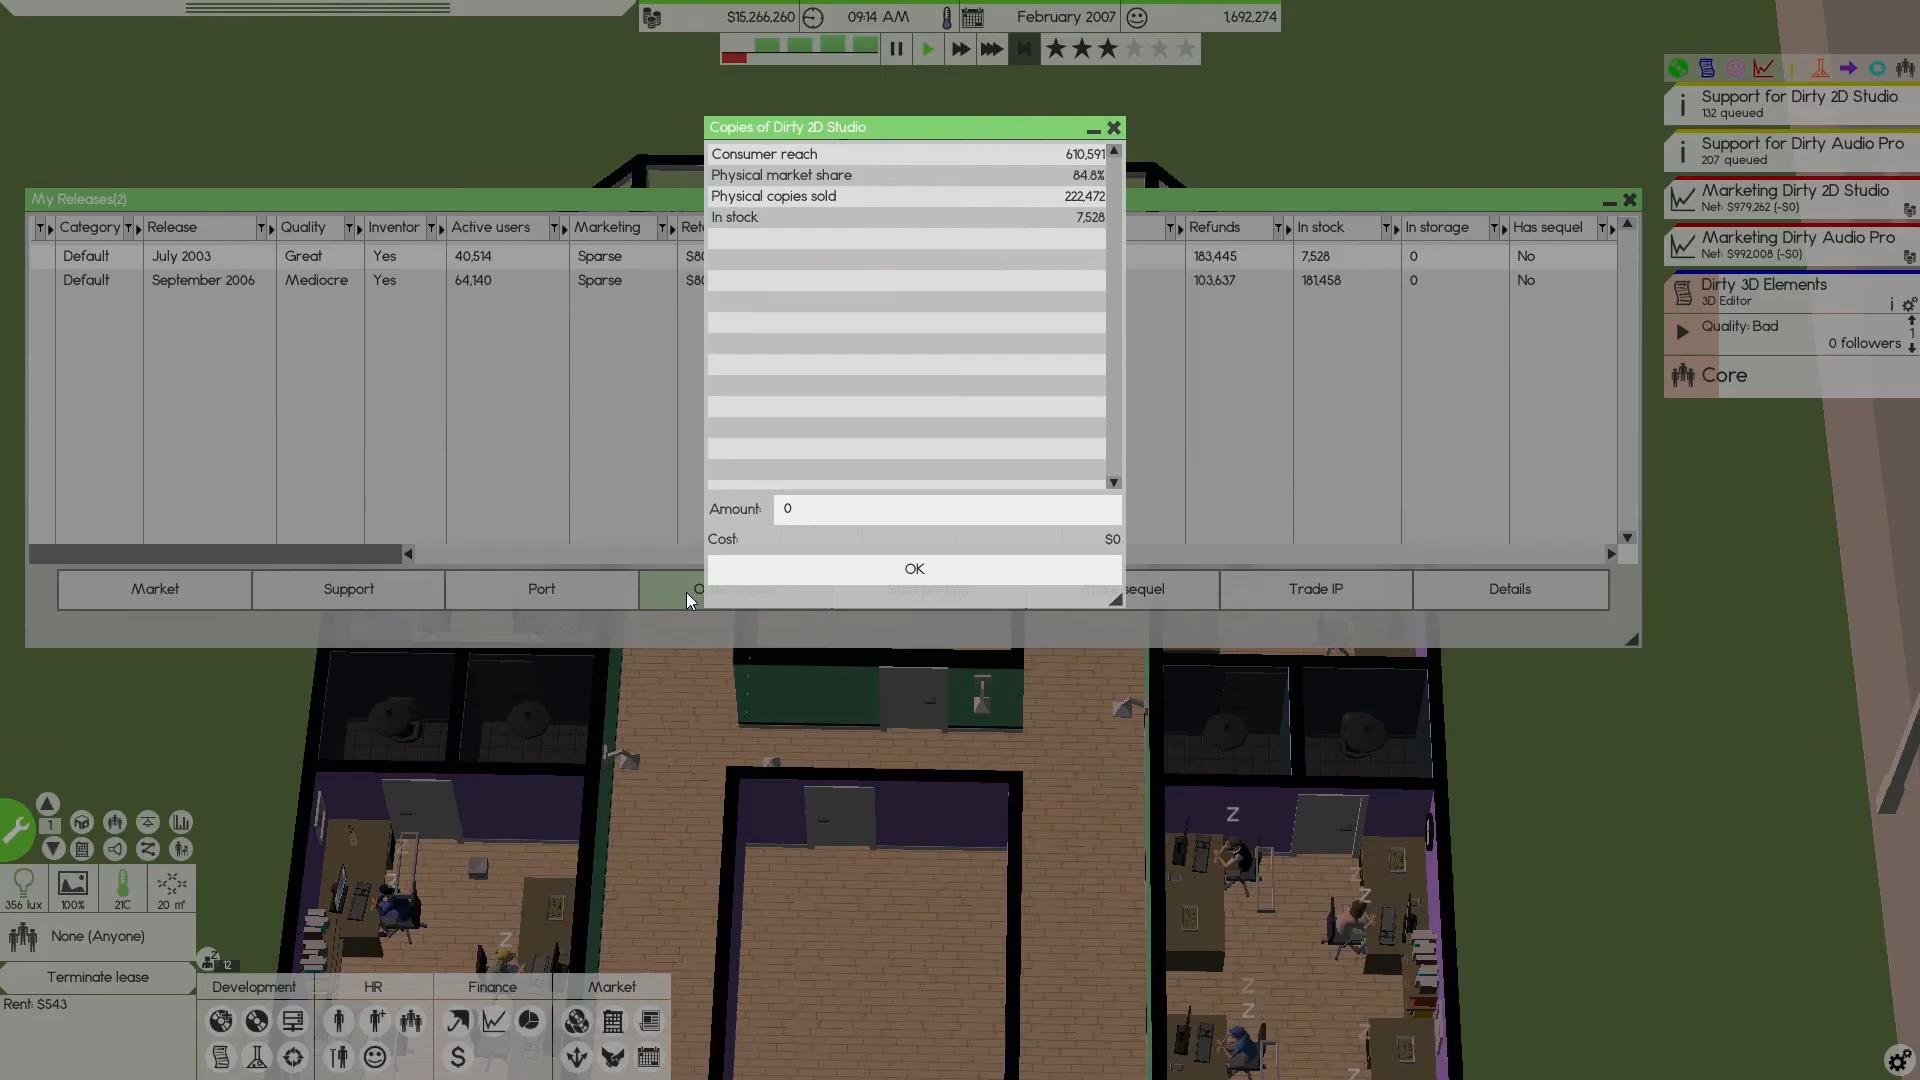 $15,266,260
09:14 AM
February 2007
1,692,274
Support for Dirty 2D Studio
132 queued
Support for Dirty Audio Pro
207 queued
Marketing Dirty 2D Studio
Net: $979,262 (-$0)
Marketing Dirty Audio Pro
Net: $992,008 (-$0)
Dirty 3D Elements
3D Editor
i
Quality: Bad
1
0 followers
Core
My Releases(2)
Category
Release
Quality
Inventor
Active users
Marketing
Refunds
In stock
In storage
Has sequel
Default
July 2003
Great
Yes
40,514
Sparse
183,445
7,528
0
No
Default
September 2006
Mediocre
Yes
64,140
Sparse
103,637
181,458
0
No
Market
Support
Port
sequel
Trade IP
Details
Copies of Dirty 2D Studio
Consumer reach 610,591
Physical market share 84.8%
Physical copies sold 222,472
In stock 7,528
Amount: 0
Cost: $0
OK
1
356 lux
100%
21C
20 m²
None (Anyone)
Terminate lease
Rent: $543
12
Development
HR
Finance
Market
Z
Z
Z
Z
Z
Z
Z
Z
Z